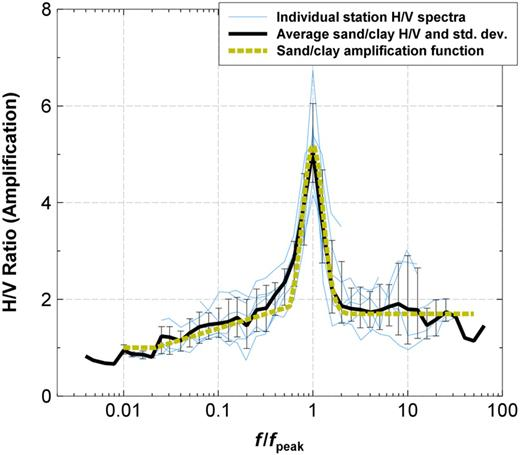 Individual station H/V spectra
Average sand/clay H/V and std. dev.
Sand/clay amplification function
8
6
4
2
0
H/V Ratio (Amplification)
0.01 0.1 1 10 100
f/fpeak